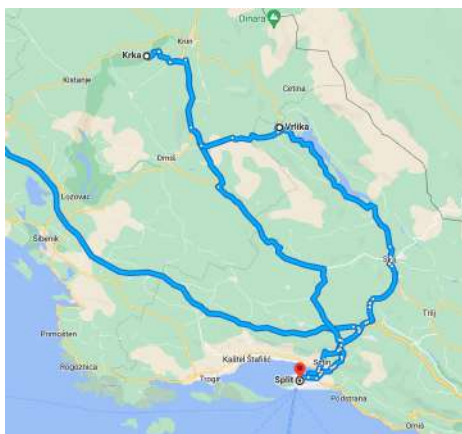 Dinara
Knin
Krka
Kistanje
Cetina
Vrlika
Drniš
Lozovac
Šibenik
Sinj
Trilj
Primošten
Rogoznica
Kaštel Štafilić
Solin
Trogir
Split
Podstrana
Omiš